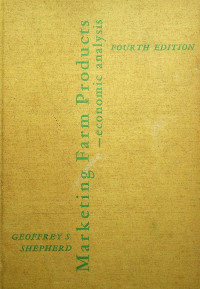 Marketing Farm Products
—economic analysis
FOURTH EDITION
GEOFFREY S.
SHEPHERD